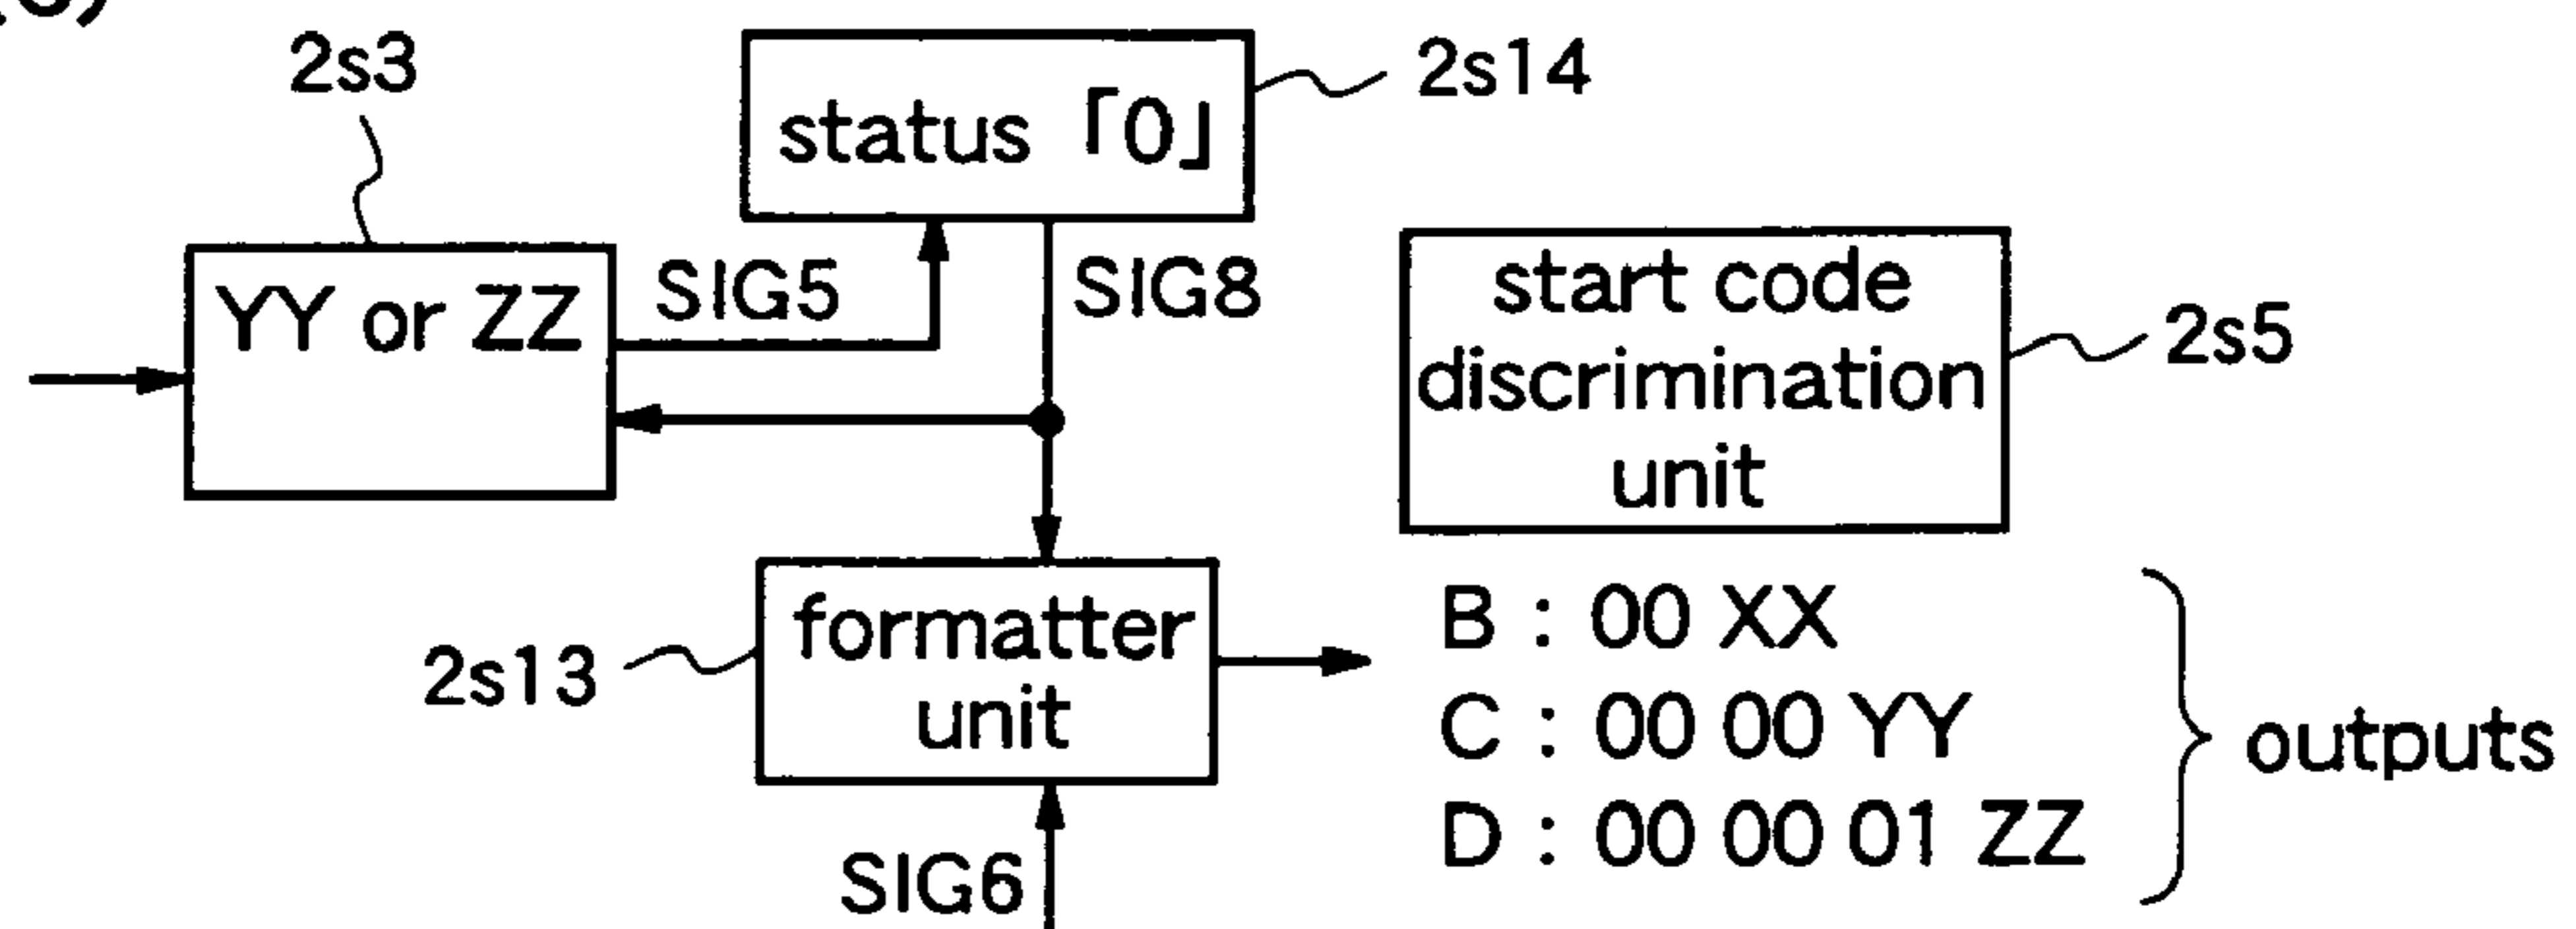 2s3
2s14
status「0」
YY or ZZ
SIG5
SIG8
start code
discrimination
unit
2s5
formatter
unit
2s13
SIG6
B : 00 XX
C : 00 00 YY
D : 00 00 01 ZZ
outputs